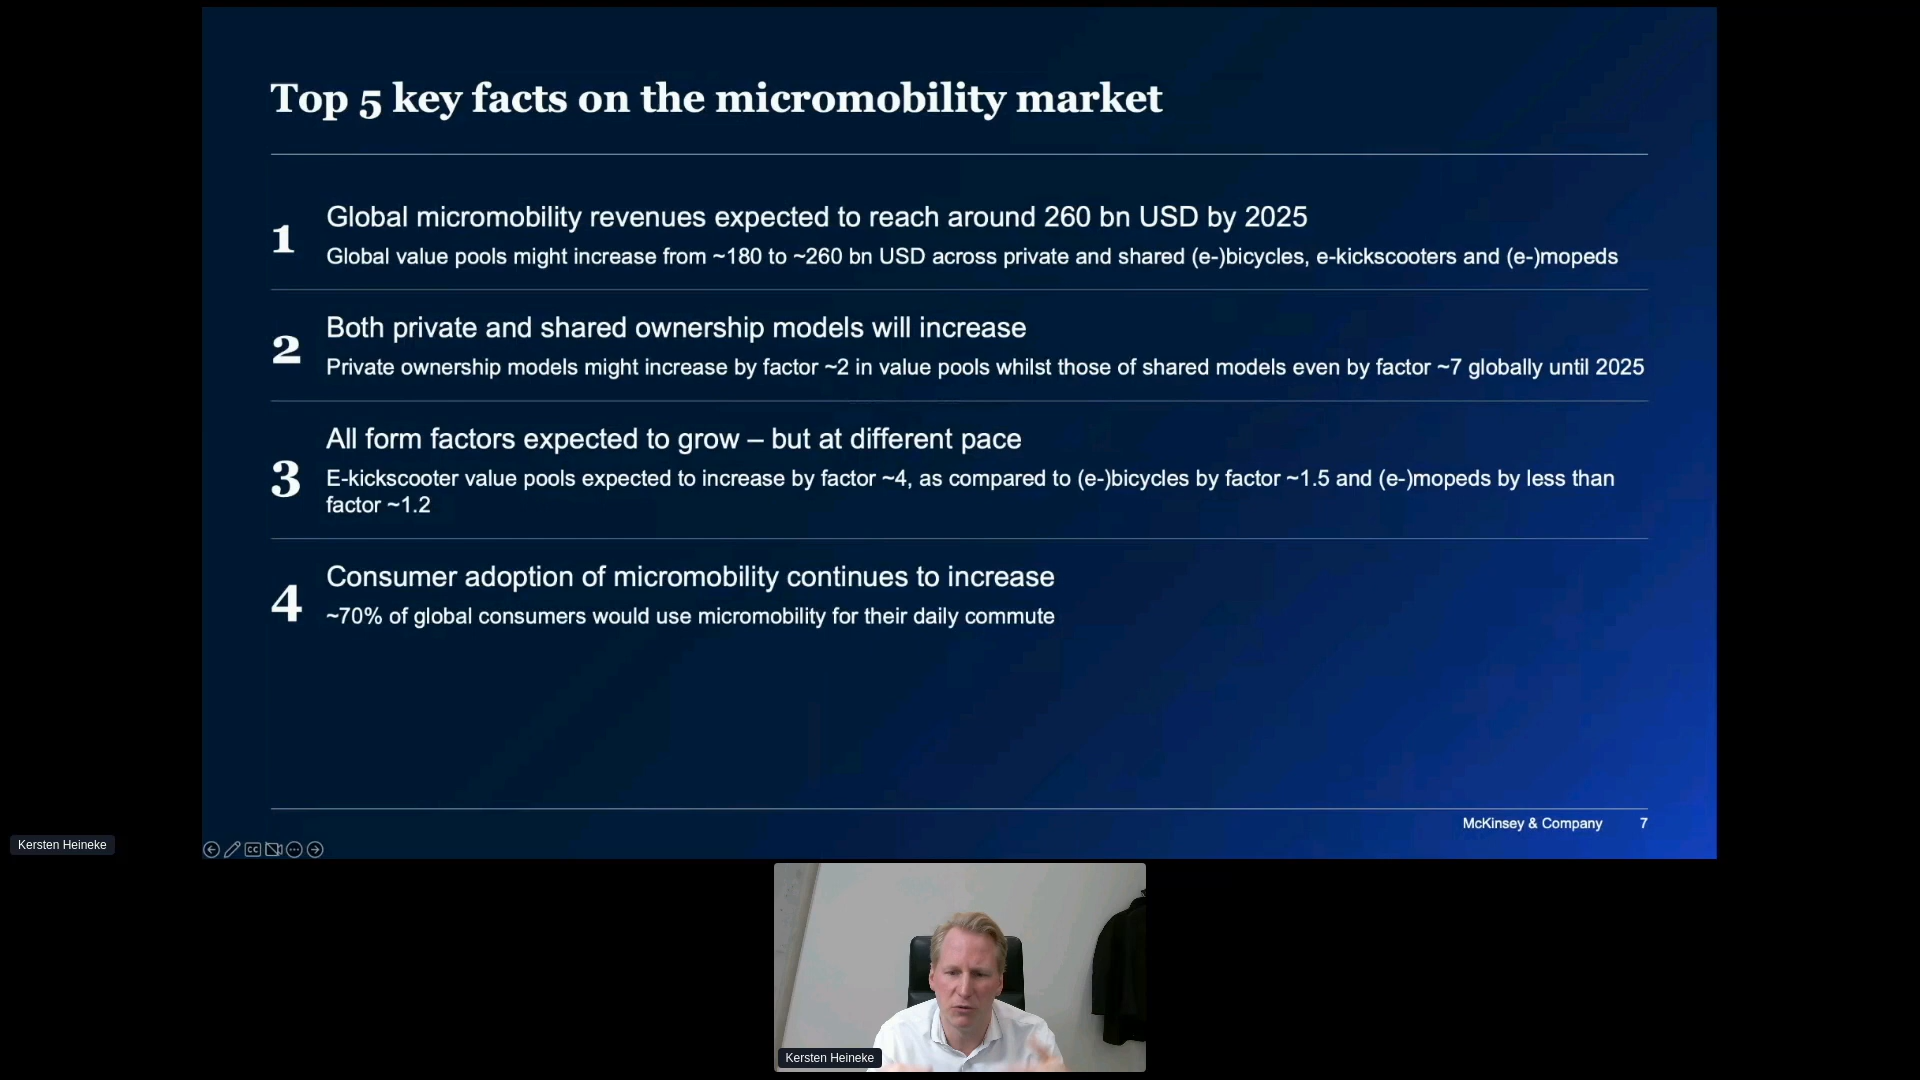 Top 5 key facts on the micromobility market
1
Global micromobility revenues expected to reach around 260 bn USD by 2025
Global value pools might increase from ~180 to ~260 bn USD across private and shared (e-)bicycles, e-kickscooters and (e-)mopeds
2
Both private and shared ownership models will increase
Private ownership models might increase by factor ~2 in value pools whilst those of shared models even by factor ~7 globally until 2025
3
All form factors expected to grow – but at different pace
E-kickscooter value pools expected to increase by factor ~4, as compared to (e-)bicycles by factor ~1.5 and (e-)mopeds by less than
factor ~1.2
4
Consumer adoption of micromobility continues to increase
~70% of global consumers would use micromobility for their daily commute
McKinsey & Company 7
Kersten Heineke
CC
Kersten Heineke